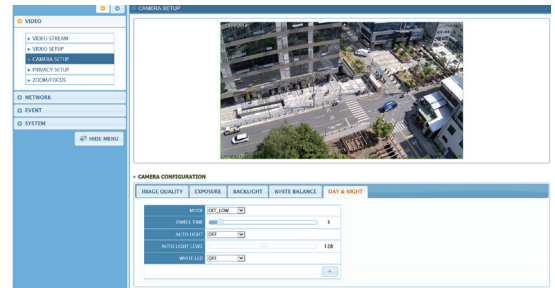 CAMERA SETUP
VIDEO
VIDEO STREAM
VIDEO SETUP
CAMERA SETUP
PRIVACY SETUP
ZOOM/FOCUS
NETWORK
EVENT
SYSTEM
HIDE MENU
CAMERA CONFIGURATION
IMAGE QUALITY EXPOSURE BACKLIGHT WHITE BALANCE DAY & NIGHT
MODE EXT_LOW
DWELL TIME 3
AUTO LIGHT OFF
AUTO LIGHT LEVEL 128
WHITE LED OFF